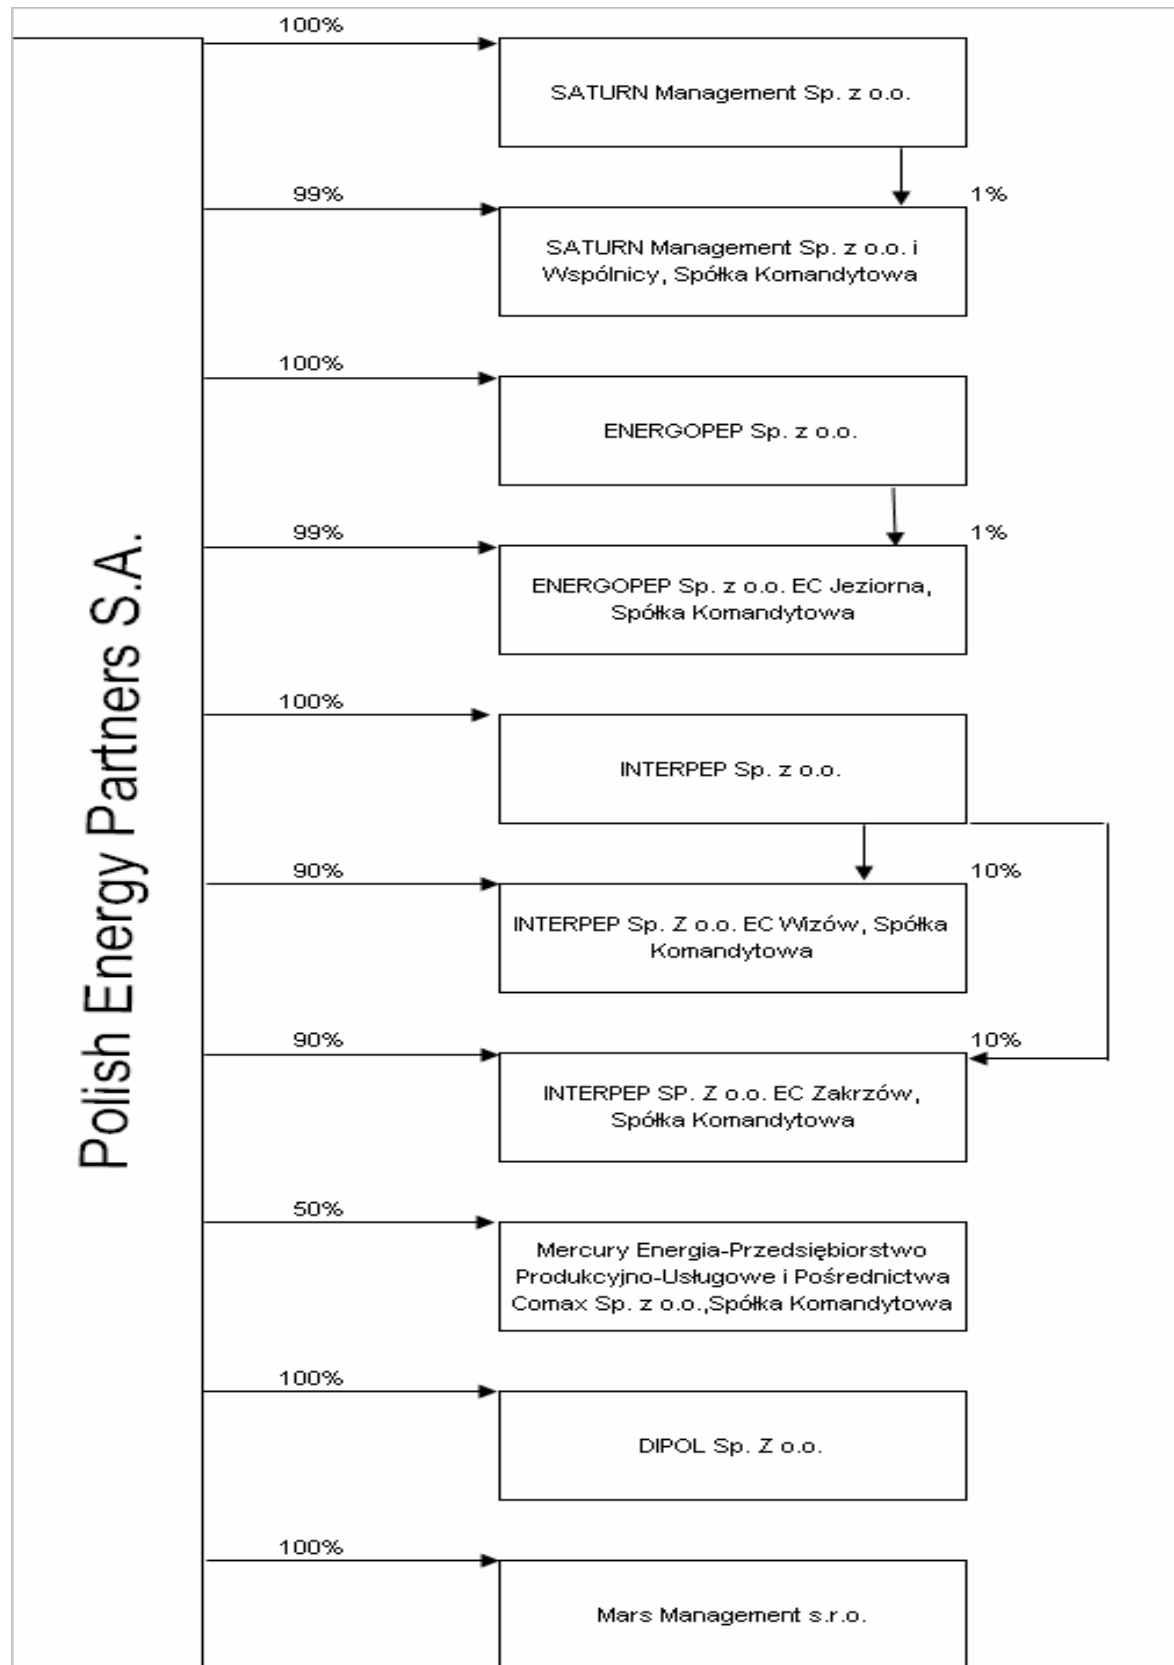 Polish Energy Partners S.A.
100%
SATURN Management Sp. z o.o.
99%
1%
SATURN Management Sp. z o.o. i
Wspólnicy, Spółka Komandytowa
100%
ENERGOPEP Sp. z o.o.
99%
1%
ENERGOPEP Sp. z o.o. EC Jeziorna,
Spółka Komandytowa
100%
INTERPEP Sp. z o.o.
90%
10%
INTERPEP Sp. Z o.o. EC Wizów, Spółka
Komandytowa
90%
10%
INTERPEP SP. Z o.o. EC Zakrzów,
Spółka Komandytowa
50%
Mercury Energia-Przedsiębiorstwo
Produkcyjno-Usługowe i Pośrednictwa
Comax Sp. z o.o.,Spółka Komandytowa
100%
DIPOL Sp. Z o.o.
100%
Mars Management s.r.o.